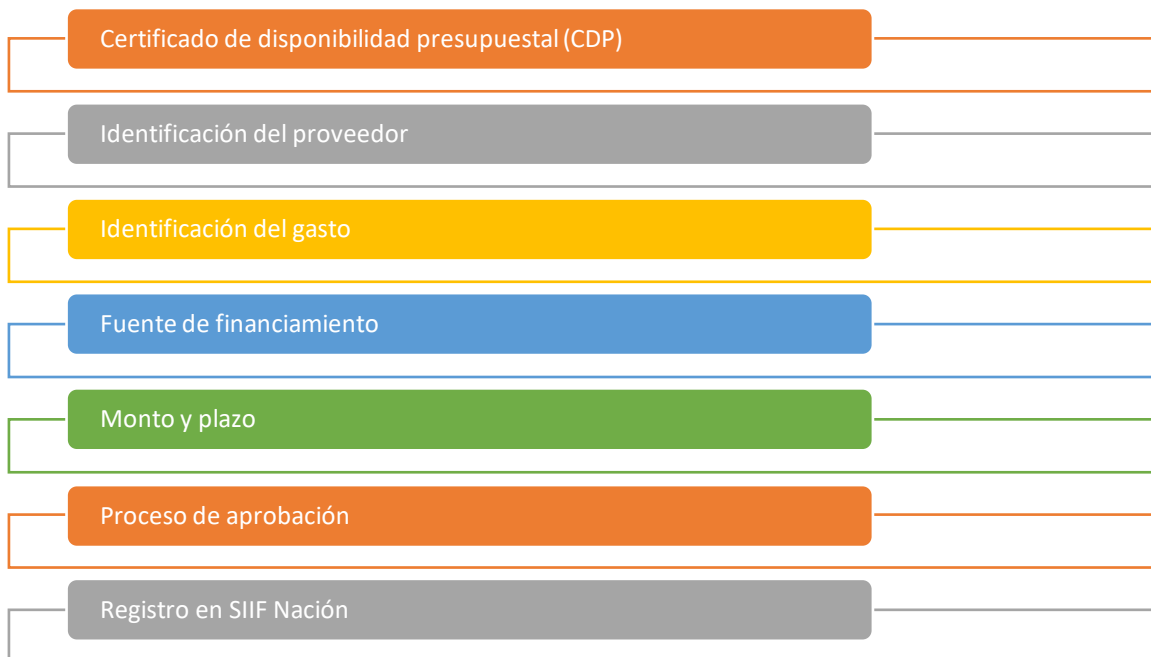 Certificado de disponibilidad presupuestal (CDP)
Identificación del proveedor
Identificación del gasto
Fuente de financiamiento
Monto y plazo
Proceso de aprobación
Registro en SIIF Nación